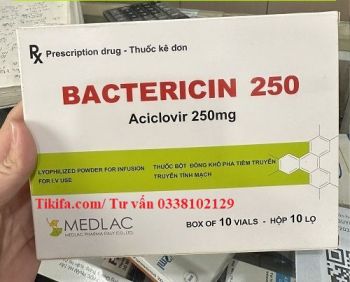 Rx Prescription drug - Thuốc kê đơn
BACTERICIN 250
Aciclovir 250mg
LYOPHILIZED POWDER FOR INFUSION
FOR I.V USE
THUỐC BỘT ĐÔNG KHÔ PHA TIÊM TRUYỀN
TRUYỀN TĨNH MẠCH
Tikifa.com/ Tư vấn 0338102129
MEDLAC
MEDLAC PHARMA ITALY CO., LTD
BOX OF 10 VIALS - HỘP 10 LỌ